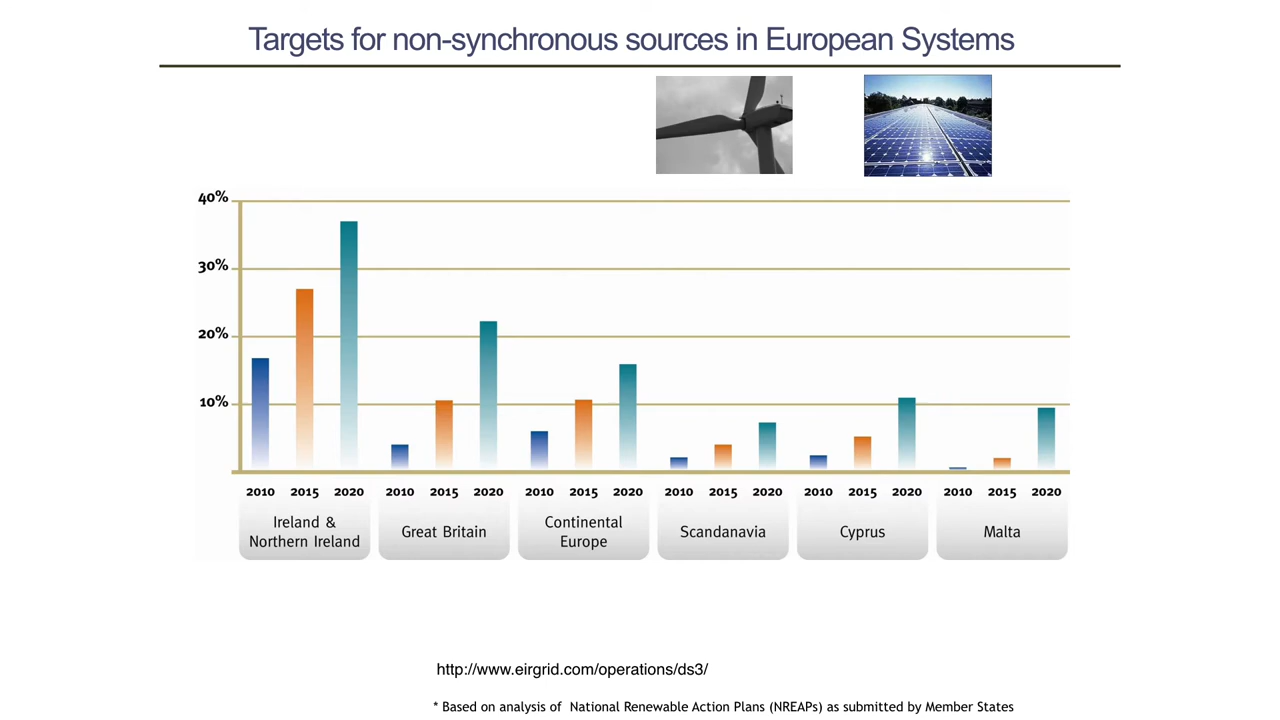 Targets for non-synchronous sources in European Systems
40%
30%
20%
10%
2010 2015 2020 2010 2015 2020 2010 2015 2020 2010 2015 2020 2010 2015 2020 2010 2015 2020
Ireland &
Northern Ireland
Great Britain
Continental
Europe
Scandanavia
Cyprus
Malta
http://www.eirgrid.com/operations/ds3/
* Based on analysis of National Renewable Action Plans (NREAPs) as submitted by Member States